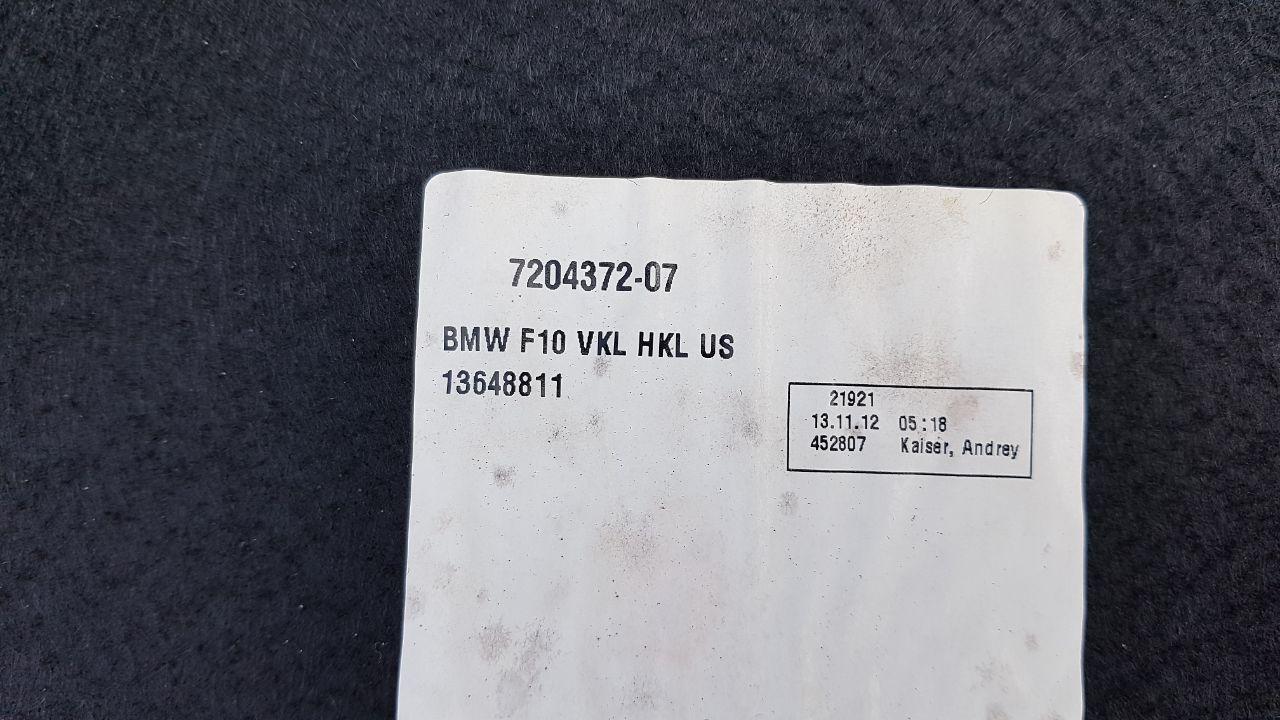 7204372-07
BMW F10 VKL HKL US
13648811
21921
13.11.12 05:18
452807 Kaiser, Andrey